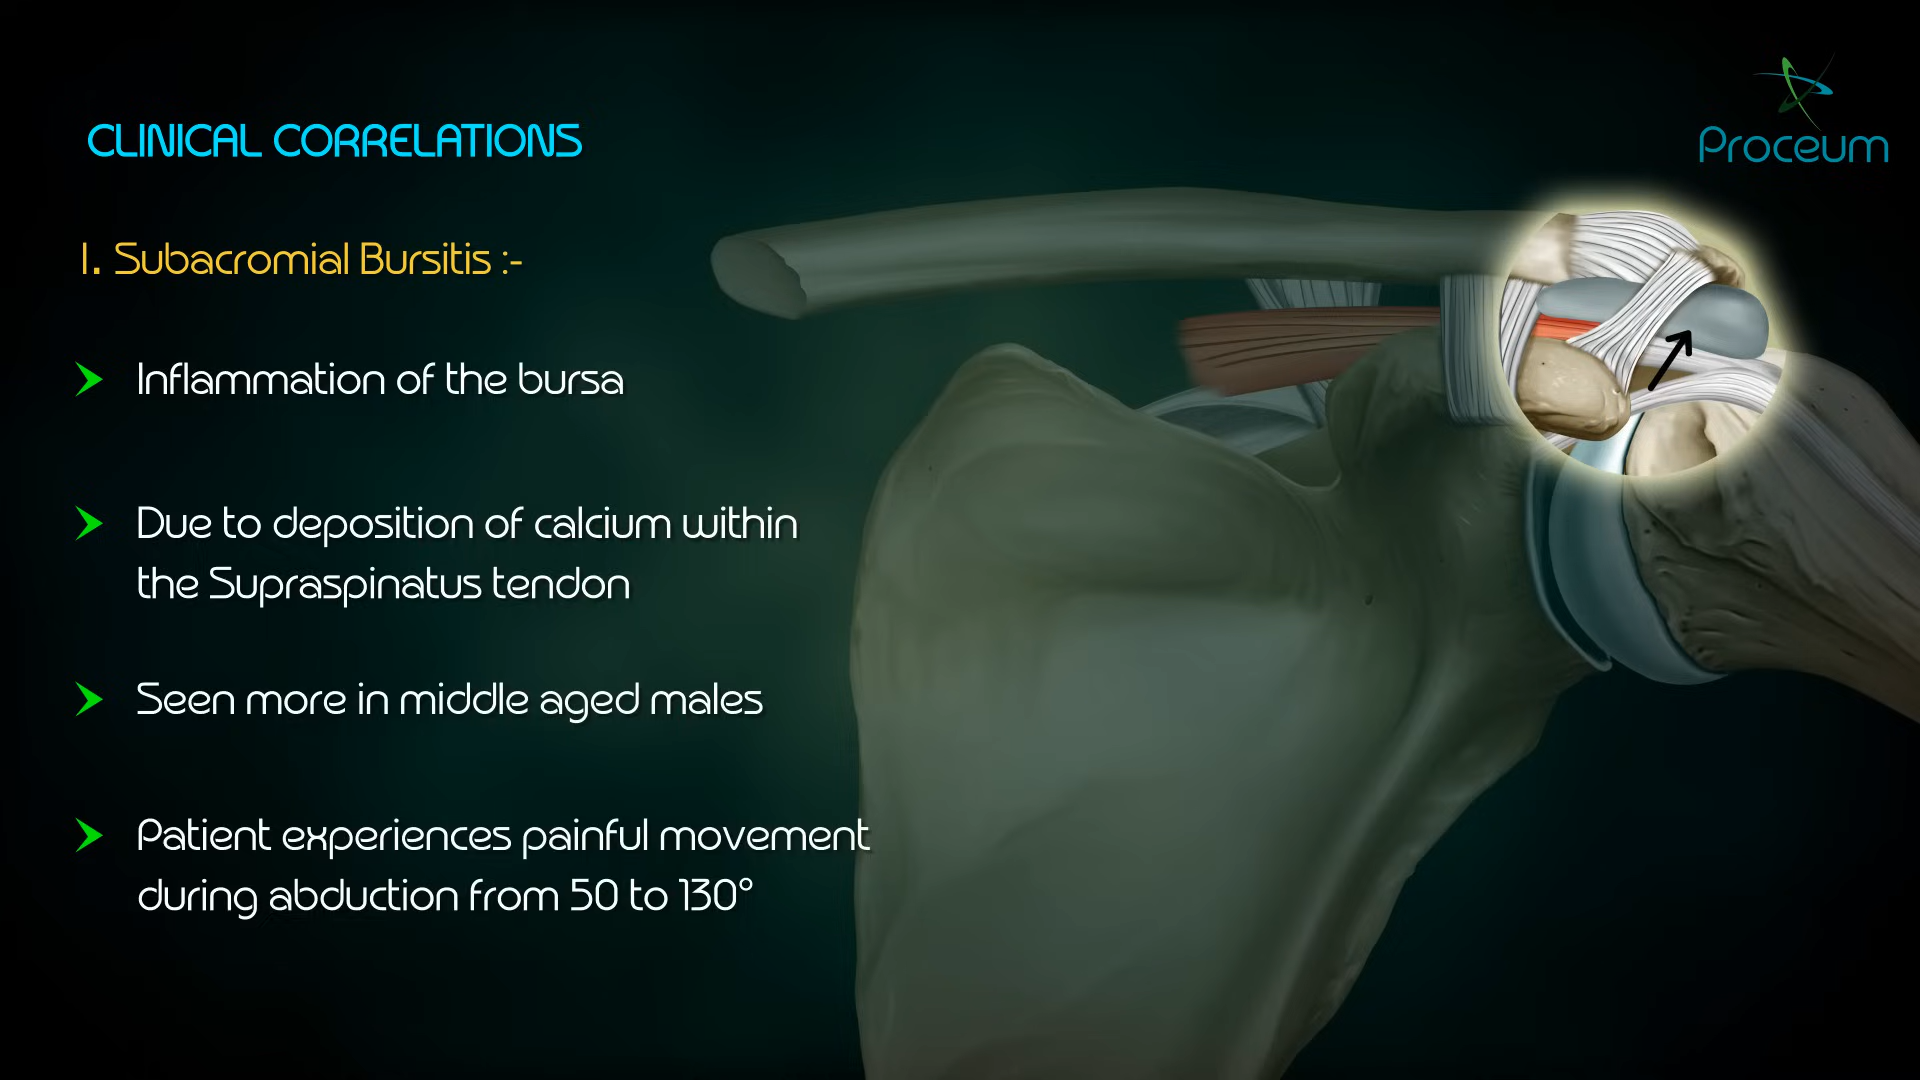 Proceum
CLINICAL CORRELATIONS
1. Subacromial Bursitis :-
Inflammation of the bursa
Due to deposition of calcium within
the Supraspinatus tendon
Seen more in middle aged males
Patient experiences painful movement
during abduction from 50 to 130°